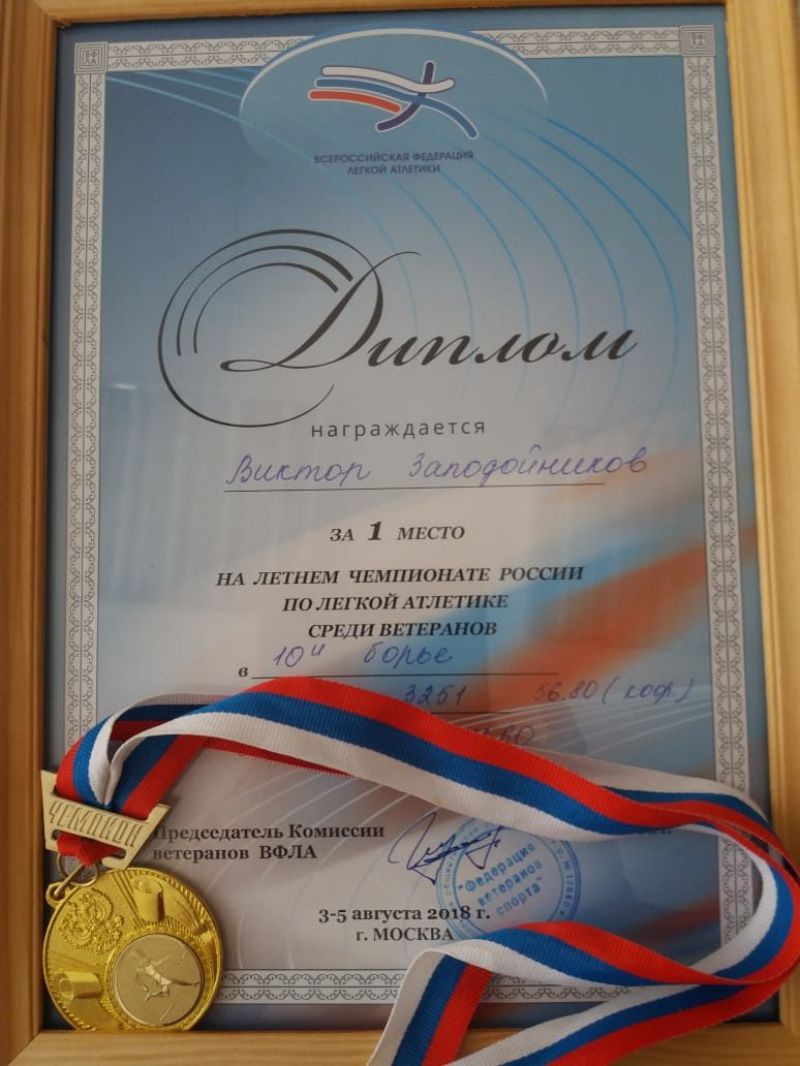 ВСЕРОССИЙСКАЯ ФЕДЕРАЦИЯ
ЛЕГКОЙ АТЛЕТИКИ
Диплом
награждается
Виктор Заподойников
ЗА 1 МЕСТО
НА ЛЕТНЕМ ЧЕМПИОНАТЕ РОССИИ
ПО ЛЕГКОЙ АТЛЕТИКЕ
СРЕДИ ВЕТЕРАНОВ
в 10и борье
3251 56.80 (коф.)
60
ЧЕМПИОН
Председатель Комиссии
ветеранов ВФЛА
"Федерация
ветеранов
спорта"
3-5 августа 2018 г.
г. МОСКВА